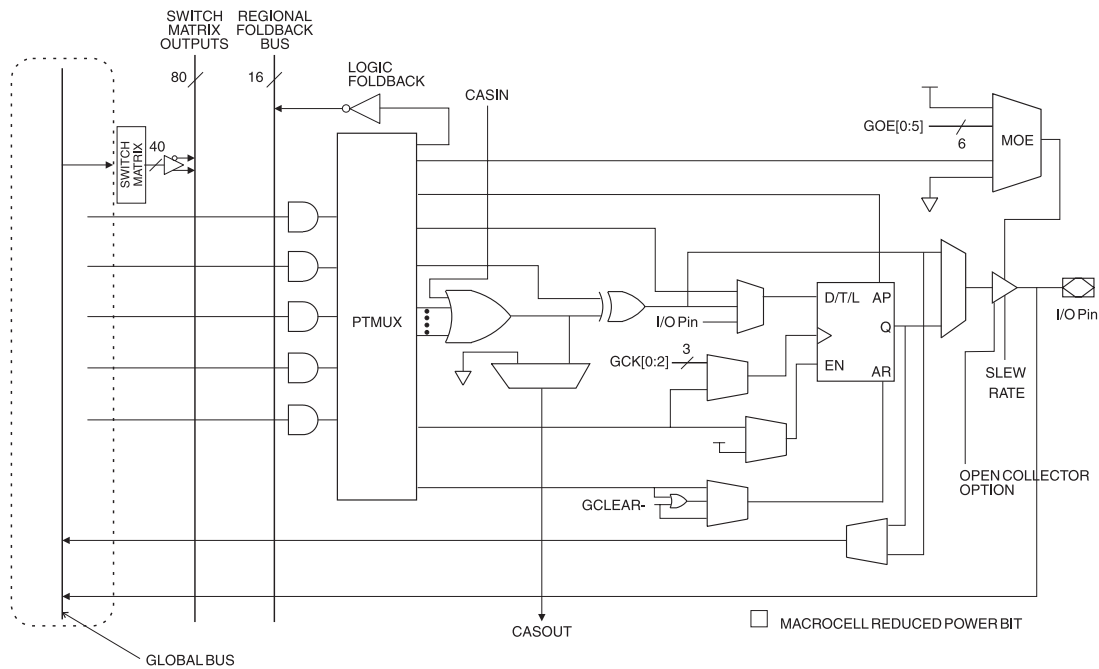 SWITCH
MATRIX
OUTPUTS
REGIONAL
FOLDBACK
BUS
80
16
LOGIC
FOLDBACK
CASIN
GOE[0:5]
6
MOE
SWITCH
MATRIX
40
PTMUX
D/T/L
AP
Q
EN
AR
I/O Pin
I/O Pin
GCK[0:2]
3
SLEW
RATE
OPEN COLLECTOR
OPTION
GCLEAR-
CASOUT
MACROCELL REDUCED POWER BIT
GLOBAL BUS